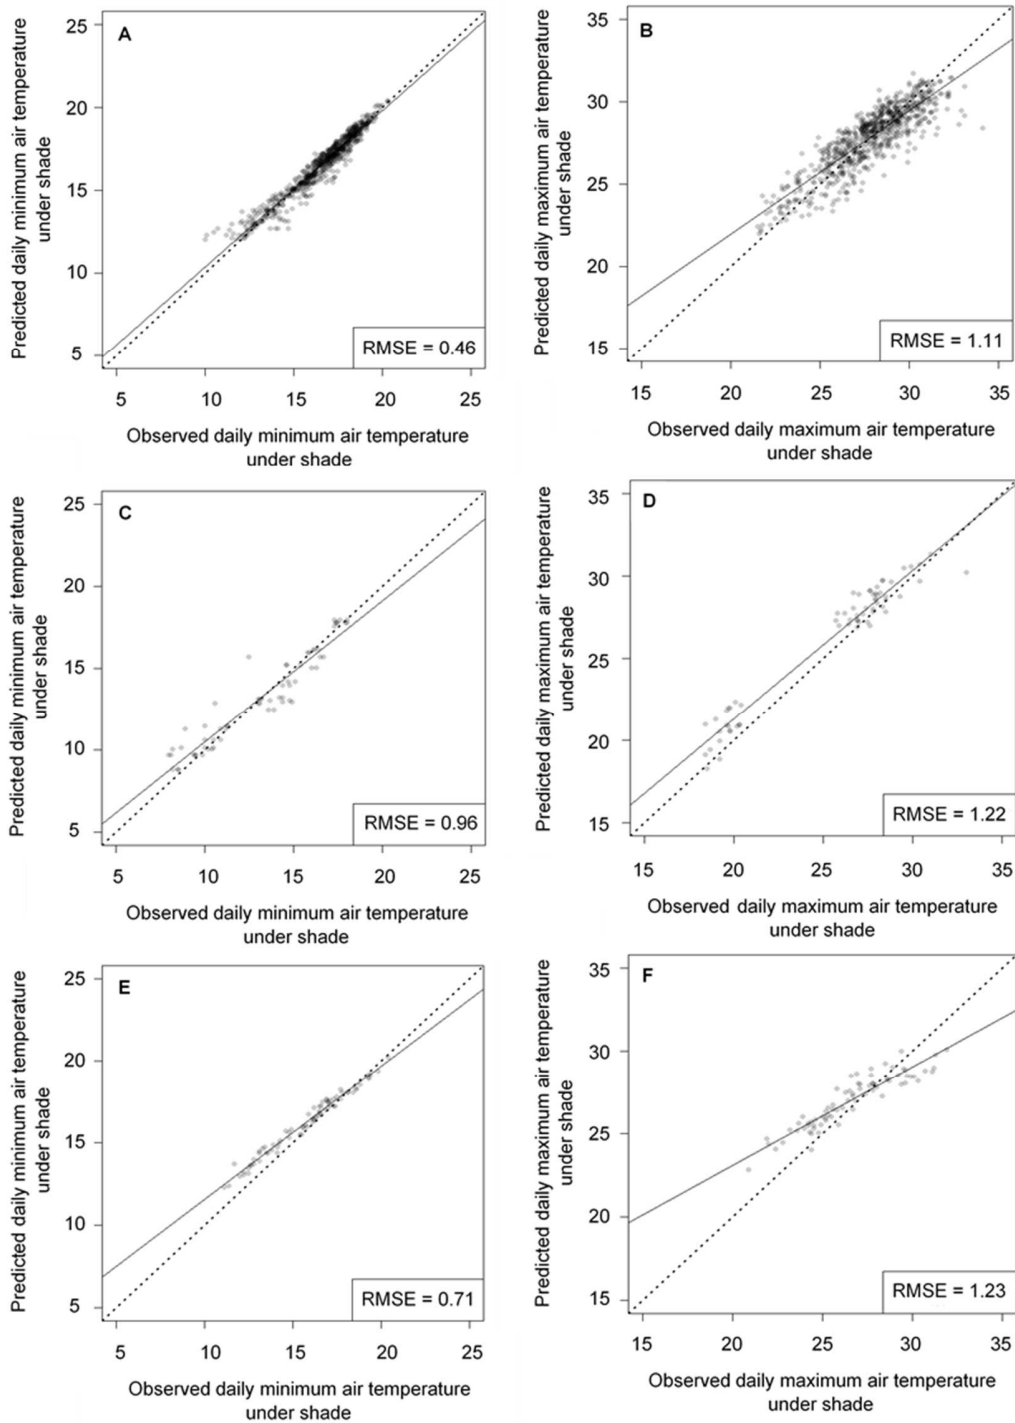 A
Predicted daily minimum air temperature
under shade
25
20
15
10
5
RMSE = 0.46
5 10 15 20 25
Observed daily minimum air temperature
under shade
B
Predicted daily maximum air temperature
under shade
35
30
25
20
15
RMSE = 1.11
15 20 25 30 35
Observed daily maximum air temperature
under shade
C
Predicted daily minimum air temperature
under shade
25
20
15
10
5
RMSE = 0.96
5 10 15 20 25
Observed daily minimum air temperature
under shade
D
Predicted daily maximum air temperature
under shade
35
30
25
20
15
RMSE = 1.22
15 20 25 30 35
Observed daily maximum air temperature
under shade
E
Predicted daily minimum air temperature
under shade
25
20
15
10
5
RMSE = 0.71
5 10 15 20 25
Observed daily minimum air temperature
under shade
F
Predicted daily maximum air temperature
under shade
35
30
25
20
15
RMSE = 1.23
15 20 25 30 35
Observed daily maximum air temperature
under shade